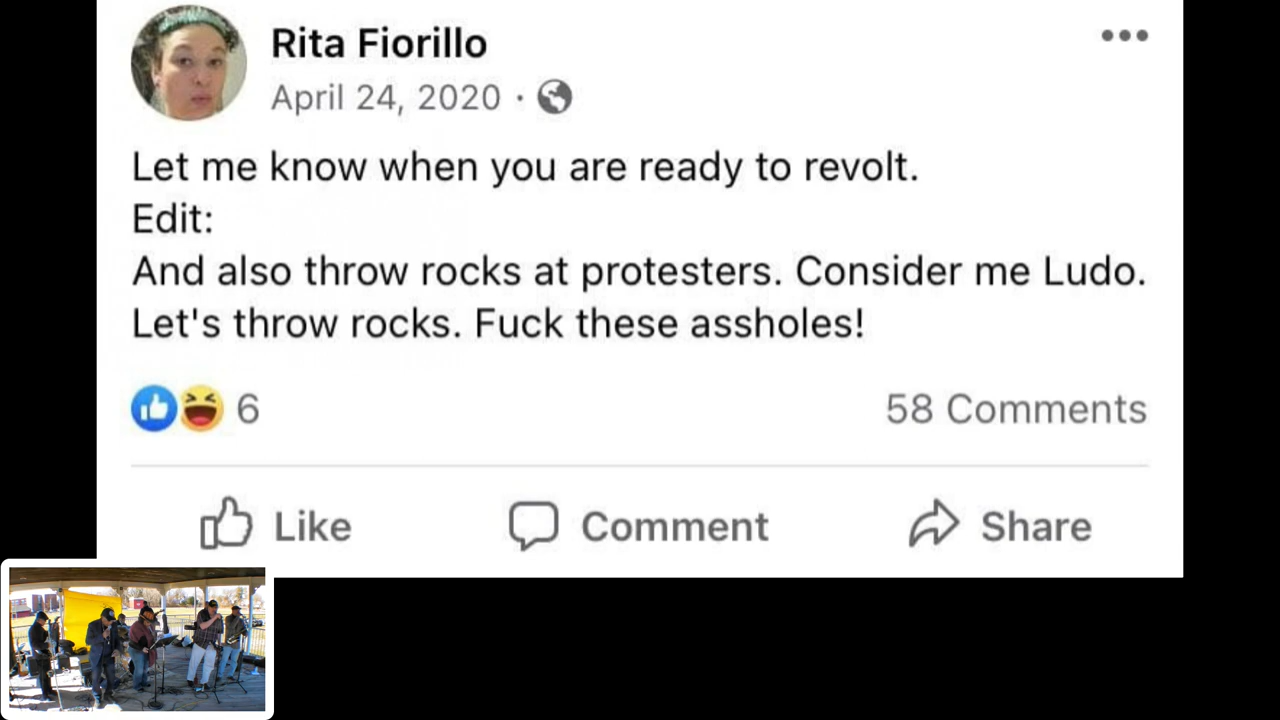 Rita Fiorillo
April 24, 2020 ·
Let me know when you are ready to revolt.
Edit:
And also throw rocks at protesters. Consider me Ludo.
Let's throw rocks. Fuck these assholes!
6 58 Comments
Like Comment Share